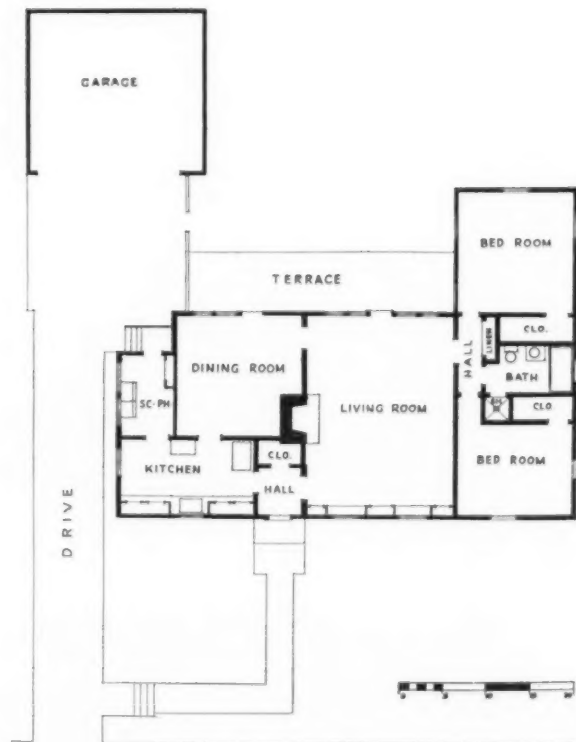 GARAGE
BED ROOM
TERRACE
CLO.
LINEN
HALL
DINING ROOM
BATH
SC-PH
LIVING ROOM
CLO.
KITCHEN
CLO.
BED ROOM
HALL
DRIVE